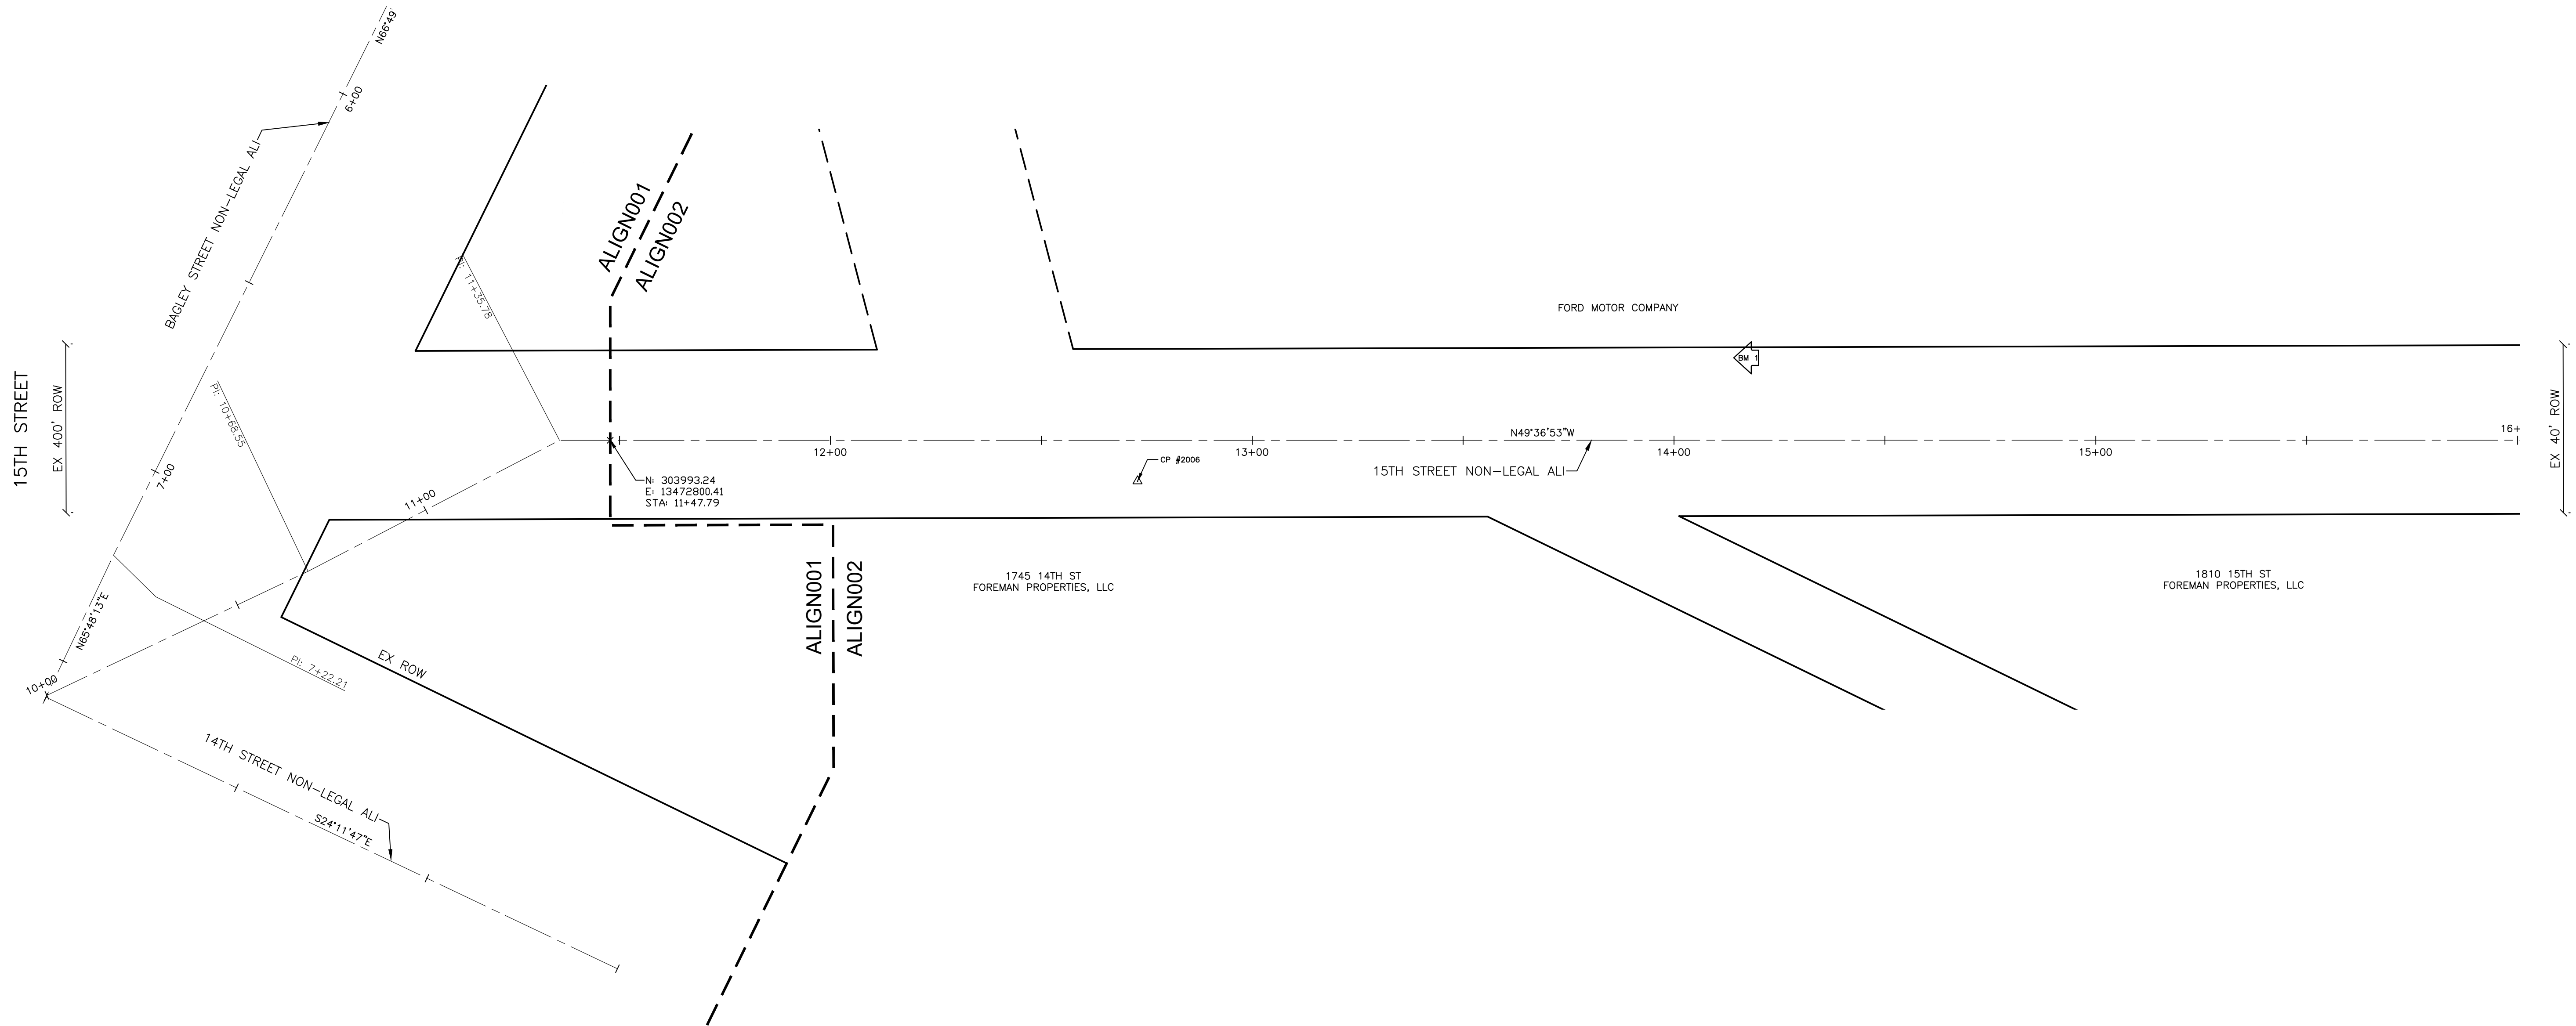 N66°49'
6+00
BAGLEY STREET NON-LEGAL ALI
ALIGN001
ALIGN002
PI: 11+35.78
FORD MOTOR COMPANY
BM 1
15TH STREET
EX 400' ROW
PI: 10+68.55
EX 40' ROW
N49°36'53"W
16+
12+00
13+00
14+00
15+00
CP #2006
15TH STREET NON-LEGAL ALI
7+00
11+00
N: 303993.24
E: 13472800.41
STA: 11+47.79
ALIGN001
ALIGN002
1745 14TH ST
FOREMAN PROPERTIES, LLC
1810 15TH ST
FOREMAN PROPERTIES, LLC
N65°48'13"E
EX ROW
PI: 7+22.21
10+00
14TH STREET NON-LEGAL ALI
S24°11'47"E